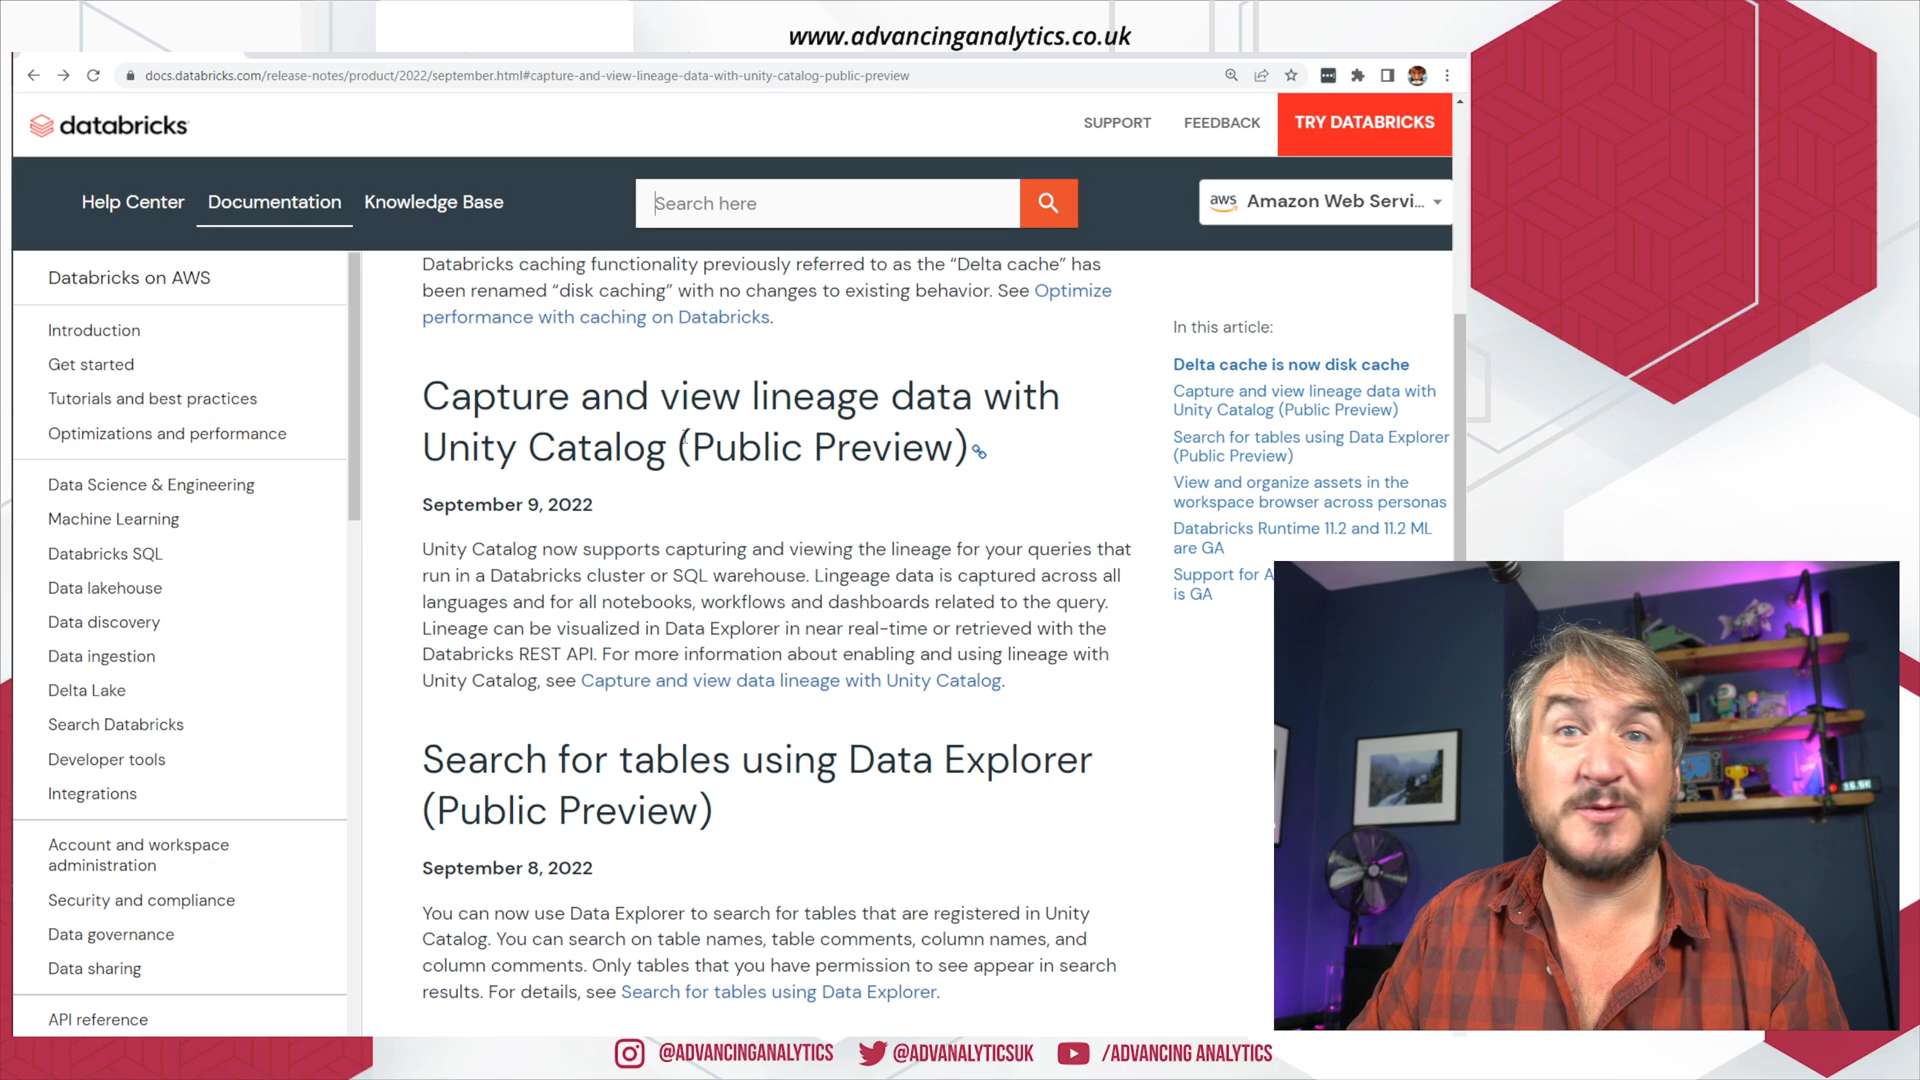 www.advancinganalytics.co.uk
docs.databricks.com/release-notes/product/2022/september.html#capture-and-view-lineage-data-with-unity-catalog-public-preview
databricks
SUPPORT
FEEDBACK
TRY DATABRICKS
Help Center
Documentation
Knowledge Base
Search here
aws Amazon Web Servi...
Databricks on AWS
Introduction
Get started
Tutorials and best practices
Optimizations and performance
Data Science & Engineering
Machine Learning
Databricks SQL
Data lakehouse
Data discovery
Data ingestion
Delta Lake
Search Databricks
Developer tools
Integrations
Account and workspace
administration
Security and compliance
Data governance
Data sharing
API reference
Databricks caching functionality previously referred to as the “Delta cache” has
been renamed “disk caching” with no changes to existing behavior. See Optimize
performance with caching on Databricks.
Capture and view lineage data with
Unity Catalog (Public Preview)
September 9, 2022
Unity Catalog now supports capturing and viewing the lineage for your queries that
run in a Databricks cluster or SQL warehouse. Lingeage data is captured across all
languages and for all notebooks, workflows and dashboards related to the query.
Lineage can be visualized in Data Explorer in near real-time or retrieved with the
Databricks REST API. For more information about enabling and using lineage with
Unity Catalog, see Capture and view data lineage with Unity Catalog.
Search for tables using Data Explorer
(Public Preview)
September 8, 2022
You can now use Data Explorer to search for tables that are registered in Unity
Catalog. You can search on table names, table comments, column names, and
column comments. Only tables that you have permission to see appear in search
results. For details, see Search for tables using Data Explorer.
In this article:
Delta cache is now disk cache
Capture and view lineage data with
Unity Catalog (Public Preview)
Search for tables using Data Explorer
(Public Preview)
View and organize assets in the
workspace browser across personas
Databricks Runtime 11.2 and 11.2 ML
are GA
Support for A
is GA
@ADVANCINGANALYTICS
@ADVANALYTICSUK
/ADVANCING ANALYTICS